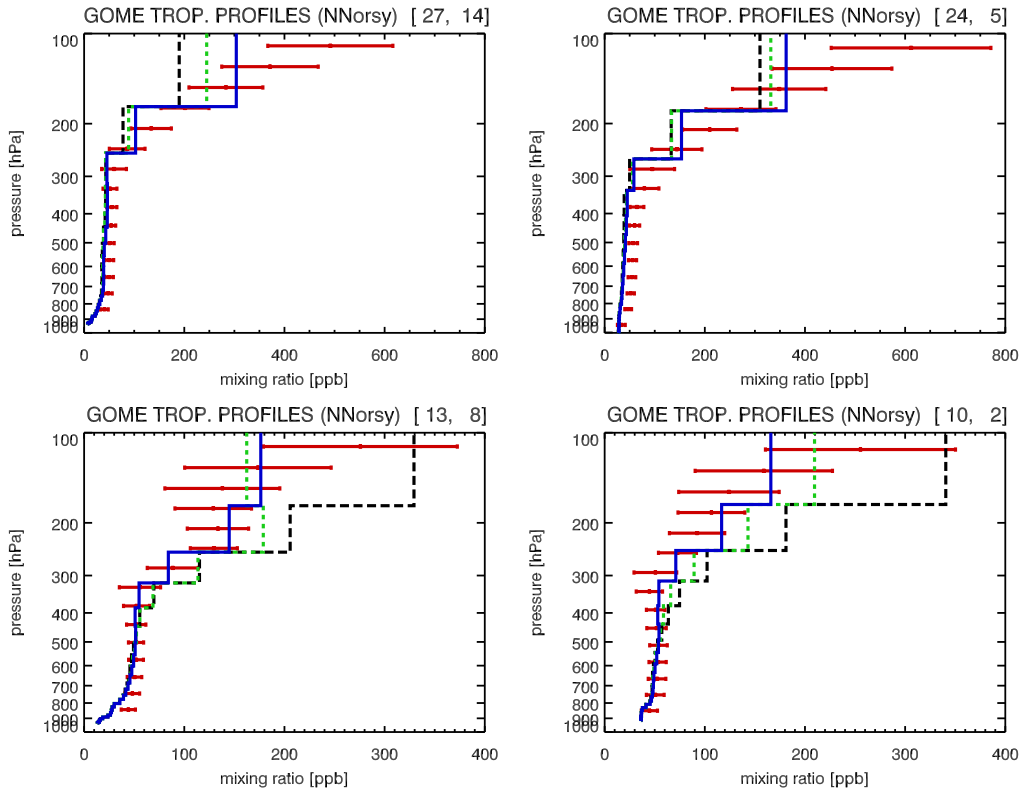 GOME TROP. PROFILES (NNorsy) [ 27, 14]
100
200
300
400
500
600
700
800
900
1000
pressure [hPa]
0 200 400 600 800
mixing ratio [ppb]
GOME TROP. PROFILES (NNorsy) [ 24, 5]
100
200
300
400
500
600
700
800
900
1000
pressure [hPa]
0 200 400 600 800
mixing ratio [ppb]
GOME TROP. PROFILES (NNorsy) [ 13, 8]
100
200
300
400
500
600
700
800
900
1000
pressure [hPa]
0 100 200 300 400
mixing ratio [ppb]
GOME TROP. PROFILES (NNorsy) [ 10, 2]
100
200
300
400
500
600
700
800
900
1000
pressure [hPa]
0 100 200 300 400
mixing ratio [ppb]